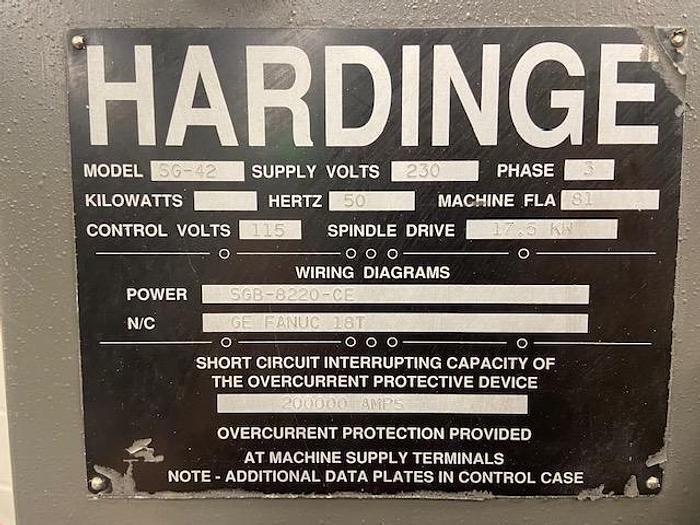 HARDINGE
MODEL SG-42 SUPPLY VOLTS 230 PHASE 3
KILOWATTS HERTZ 50 MACHINE FLA 81
CONTROL VOLTS 115 SPINDLE DRIVE 17.5 KW
WIRING DIAGRAMS
POWER SGB-8220-CE
N/C GE FANUC 18T
SHORT CIRCUIT INTERRUPTING CAPACITY OF
THE OVERCURRENT PROTECTIVE DEVICE
200000 AMPS
OVERCURRENT PROTECTION PROVIDED
AT MACHINE SUPPLY TERMINALS
NOTE - ADDITIONAL DATA PLATES IN CONTROL CASE